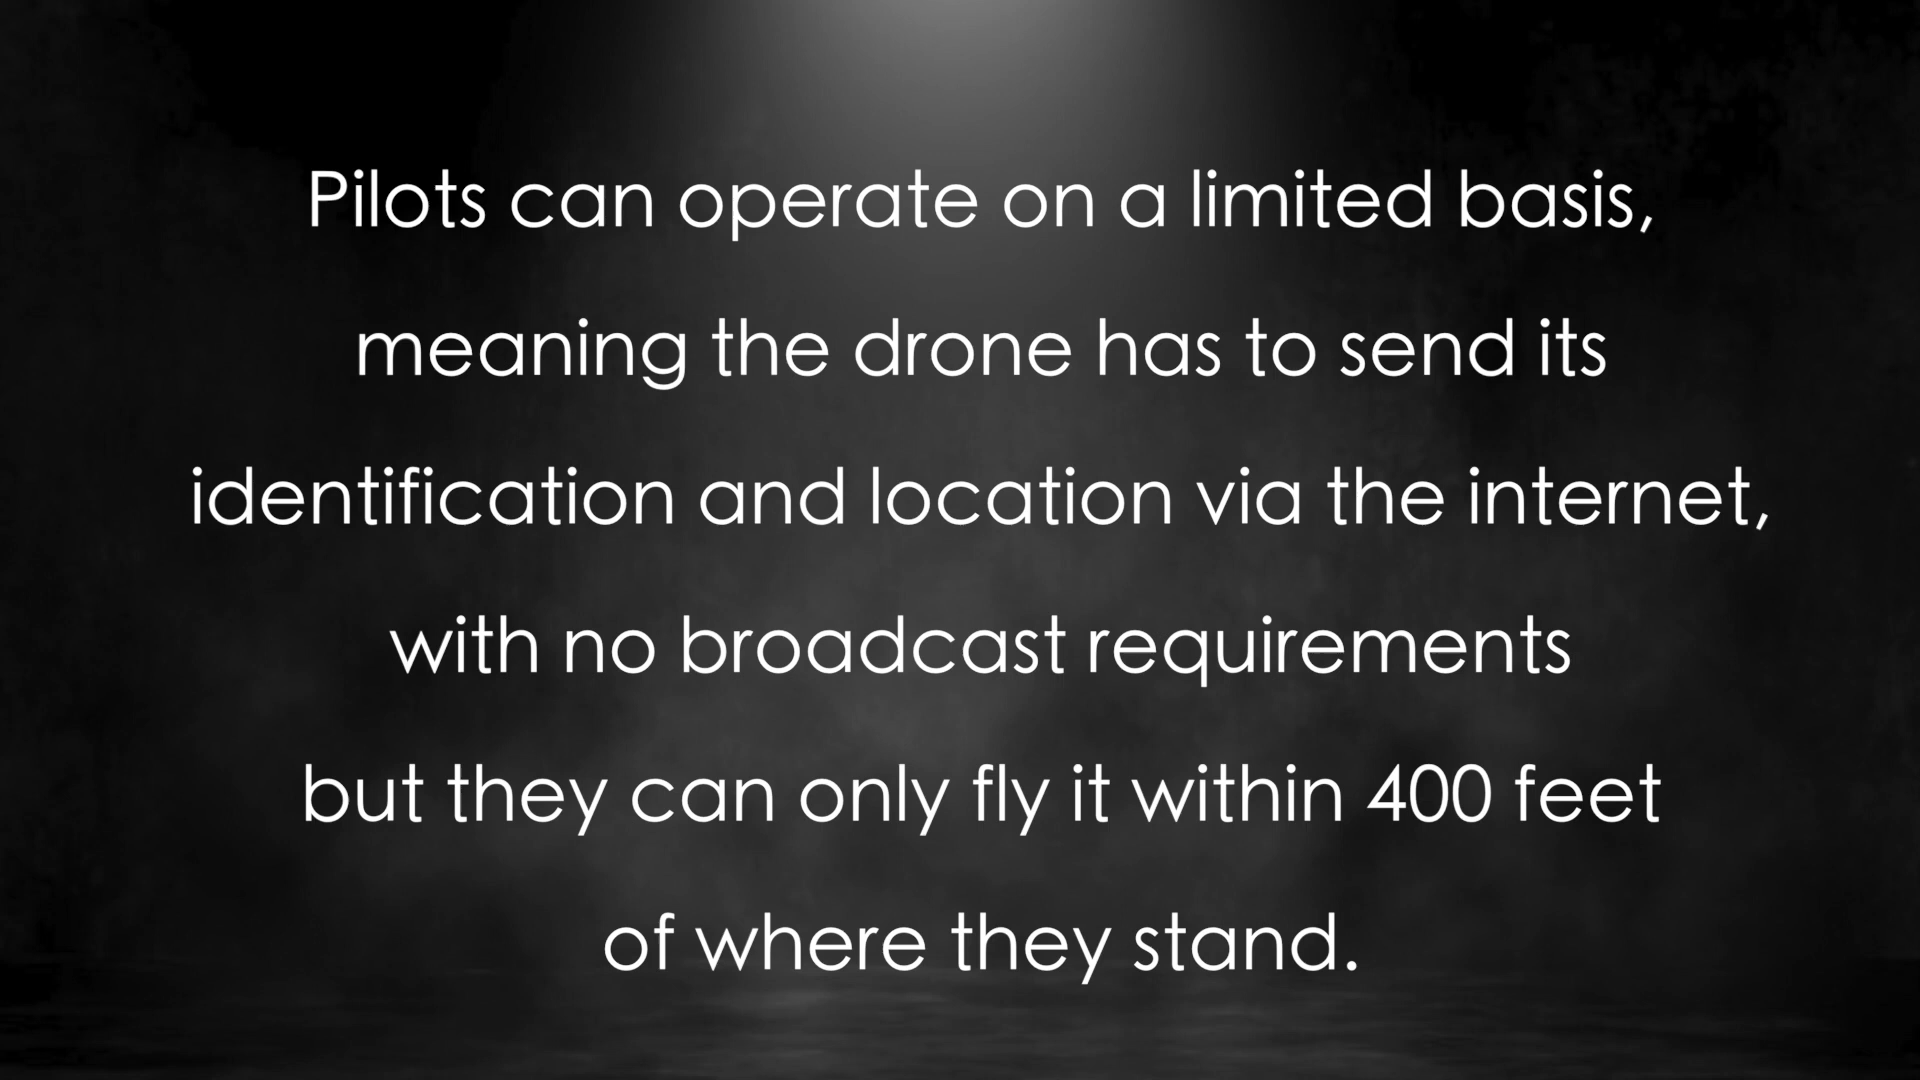 Pilots can operate on a limited basis,
meaning the drone has to send its
identification and location via the internet,
with no broadcast requirements
but they can only fly it within 400 feet
of where they stand.